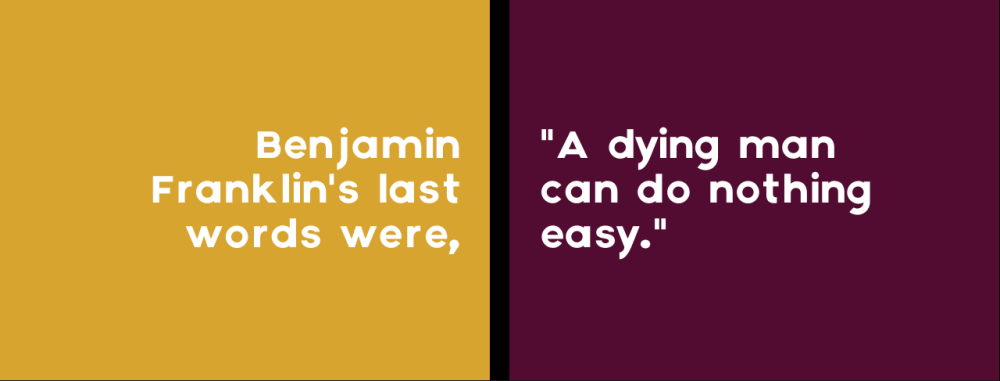 Benjamin
Franklin's last
words were,
"A dying man
can do nothing
easy."